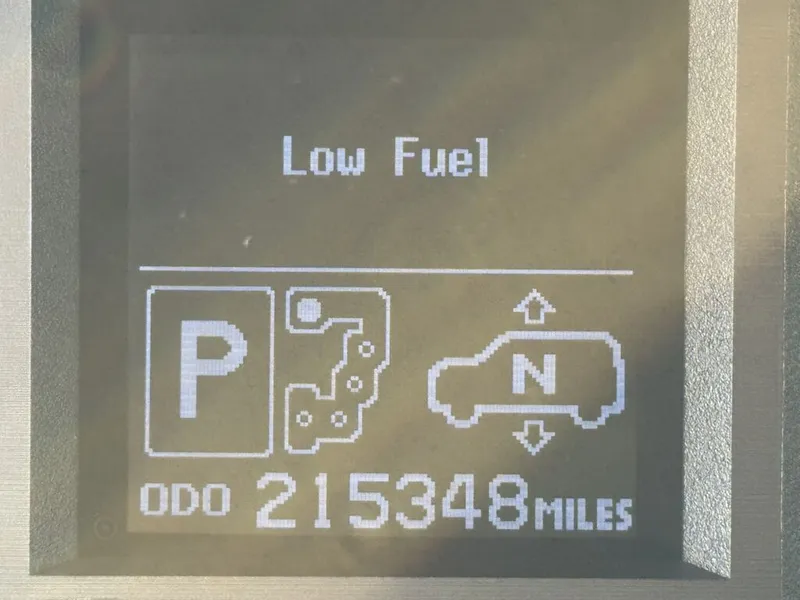 Low Fuel
P
N
ODO 215348 MILES